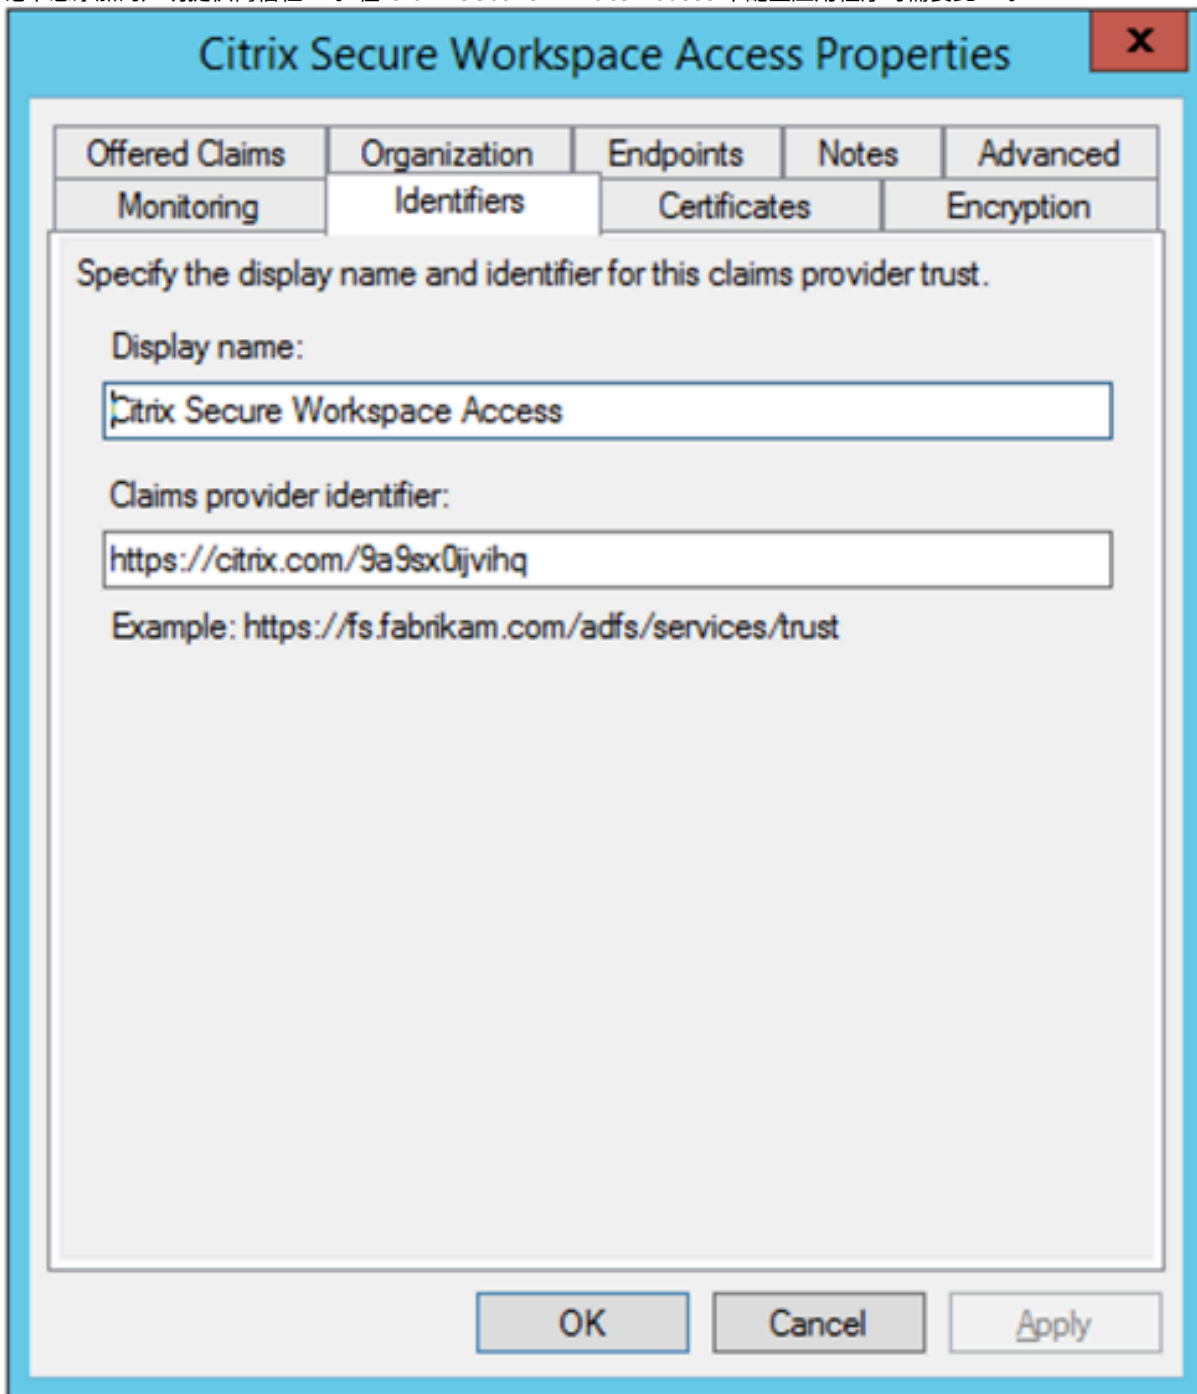 Citrix Secure Workspace Access Properties
x
Offered Claims Organization Endpoints Notes Advanced
Monitoring Identifiers Certificates Encryption
Specify the display name and identifier for this claims provider trust.
Display name:
Citrix Secure Workspace Access
Claims provider identifier:
https://citrix.com/9a9sx0ijvihq
Example: https://fs.fabrikam.com/adfs/services/trust
OK Cancel Apply